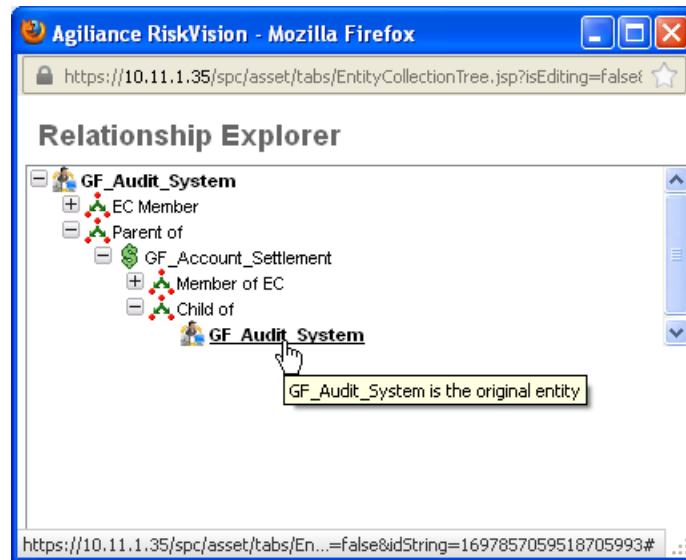 Agiliance RiskVision - Mozilla Firefox
https://10.11.1.35/spc/asset/tabs/EntityCollectionTree.jsp?isEditing=false&
Relationship Explorer
GF_Audit_System
EC Member
Parent of
GF_Account_Settlement
Member of EC
Child of
GF_Audit_System
GF_Audit_System is the original entity
https://10.11.1.35/spc/asset/tabs/En...=false&idString=1697857059518705993#